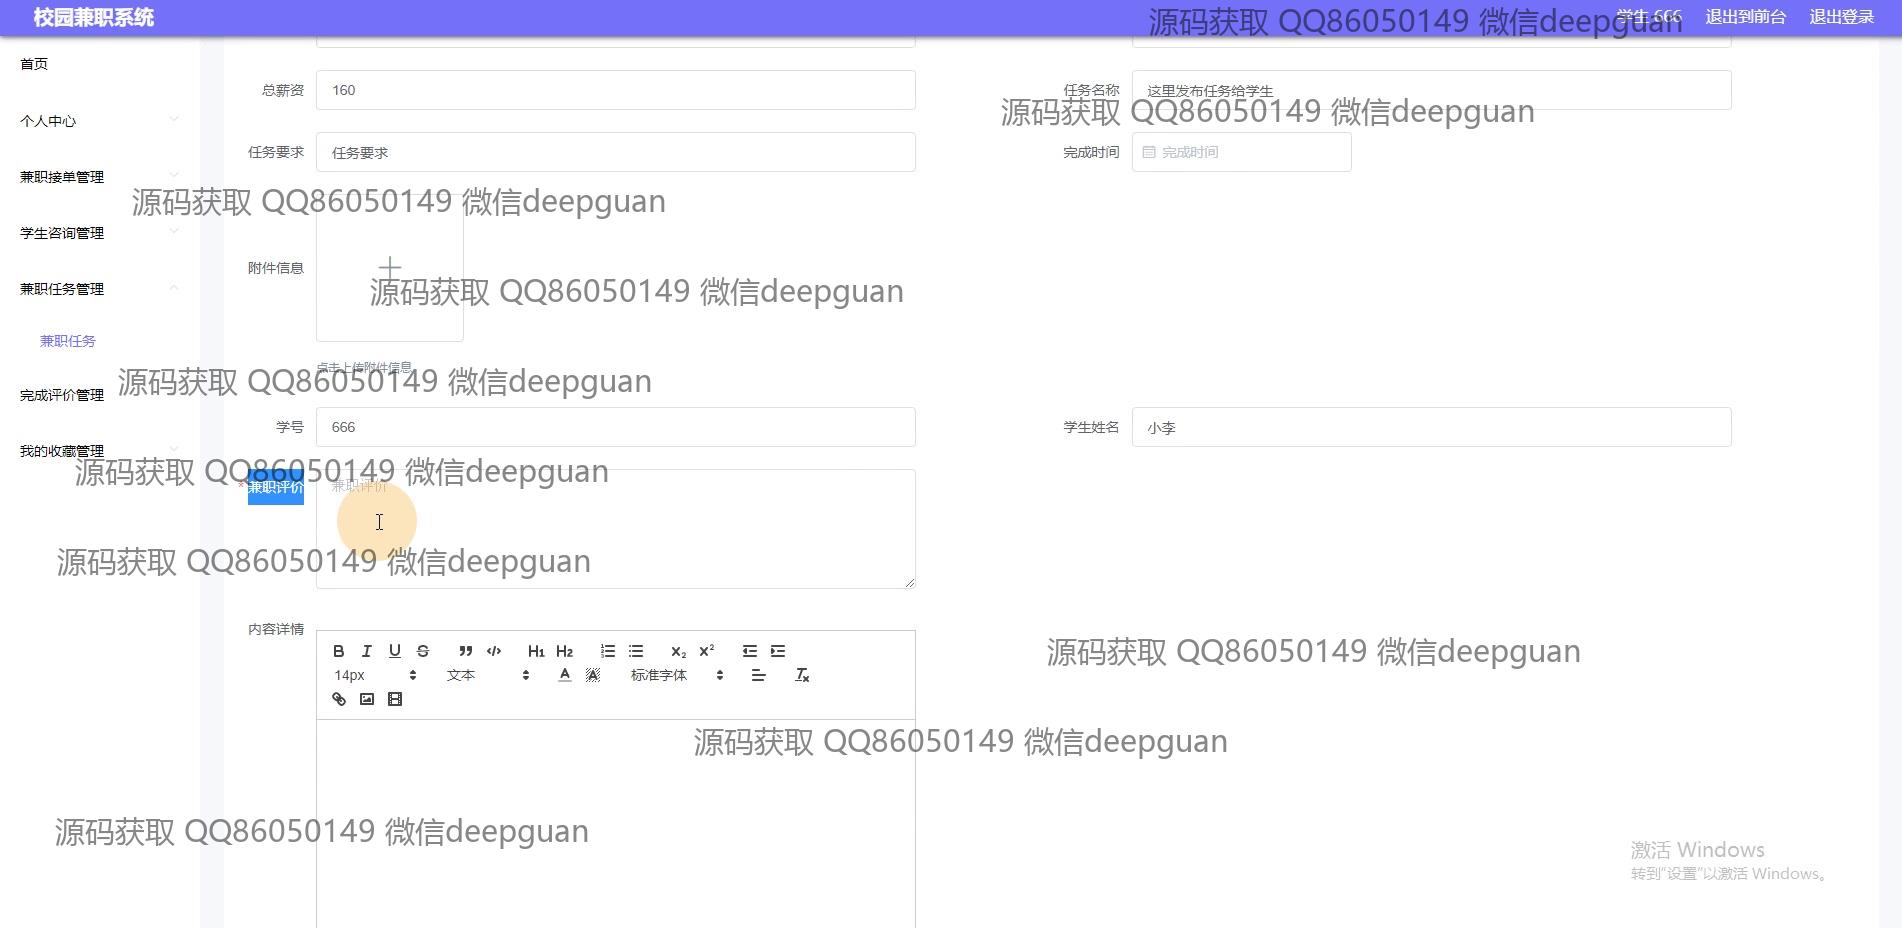 校园兼职系统
学生 666 退出到前台 退出登录
源码获取 QQ86050149 微信deepguan
首页
总薪资 160 任务名称 这里发布任务给学生
源码获取 QQ86050149 微信deepguan
个人中心
任务要求 任务要求 完成时间 完成时间
兼职接单管理
源码获取 QQ86050149 微信deepguan
学生咨询管理
附件信息
兼职任务管理
源码获取 QQ86050149 微信deepguan
兼职任务
点击上传附件信息
源码获取 QQ86050149 微信deepguan
完成评价管理
学号 666 学生姓名 小李
我的收藏管理
源码获取 QQ86050149 微信deepguan
*兼职评价 兼职评价
源码获取 QQ86050149 微信deepguan
内容详情
B I U S ” </> H1 H2 x₂ x²
源码获取 QQ86050149 微信deepguan
14px 文本 A A 标准字体 Tx
源码获取 QQ86050149 微信deepguan
源码获取 QQ86050149 微信deepguan
激活 Windows
转到“设置”以激活 Windows。